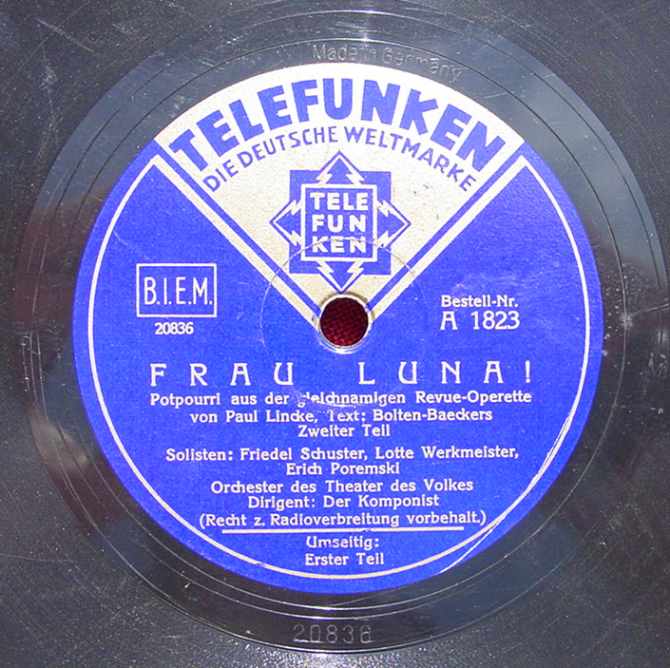 Made in Germany
TELEFUNKEN
DIE DEUTSCHE WELTMARKE
TELE
FUN
KEN
B.I.E.M.
20836
Bestell-Nr.
A 1823
FRAU LUNA!
Potpourri aus der gleichnamigen Revue-Operette
von Paul Lincke, Text: Bolten-Baeckers
Zweiter Teil
Solisten: Friedel Schuster, Lotte Werkmeister,
Erich Poremski
Orchester des Theater des Volkes
Dirigent: Der Komponist
(Recht z. Radioverbreitung vorbehalt.)
Umseitig:
Erster Teil
20836